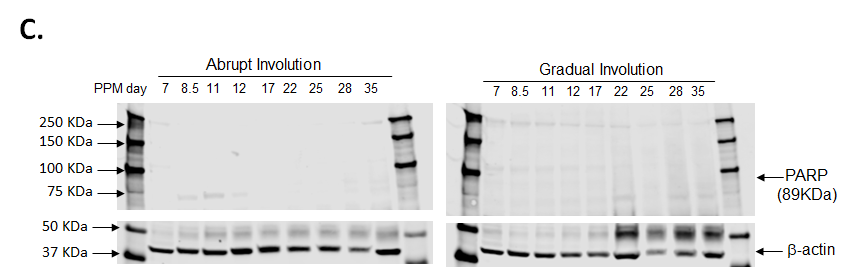 C.
Abrupt Involution
Gradual Involution
PPM day 7 8.5 11 12 17 22 25 28 35
7 8.5 11 12 17 22 25 28 35
250 KDa
150 KDa
100 KDa
75 KDa
50 KDa
37 KDa
PARP
(89KDa)
β-actin